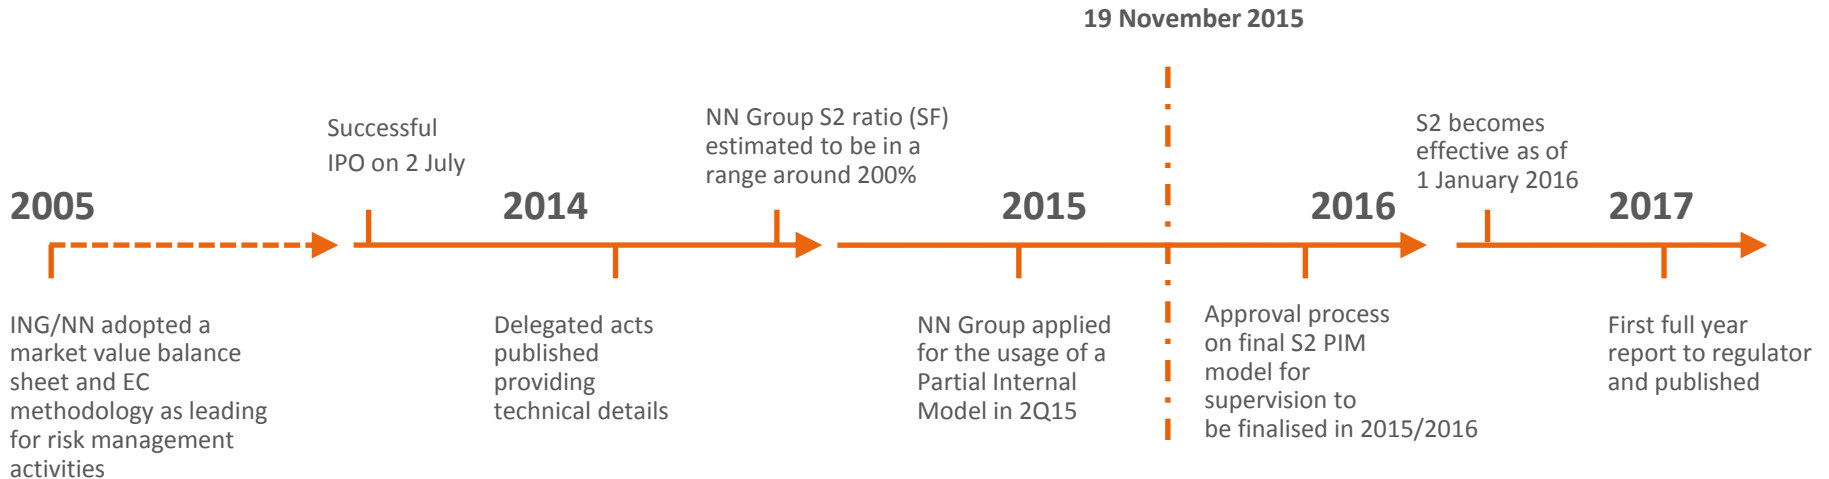 19 November 2015
Successful
IPO on 2 July
NN Group S2 ratio (SF)
estimated to be in a
range around 200%
S2 becomes
effective as of
1 January 2016
2005
2014
2015
2016
2017
ING/NN adopted a
market value balance
sheet and EC
methodology as leading
for risk management
activities
Delegated acts
published
providing
technical details
NN Group applied
for the usage of a
Partial Internal
Model in 2Q15
Approval process
on final S2 PIM
model for
supervision to
be finalised in 2015/2016
First full year
report to regulator
and published